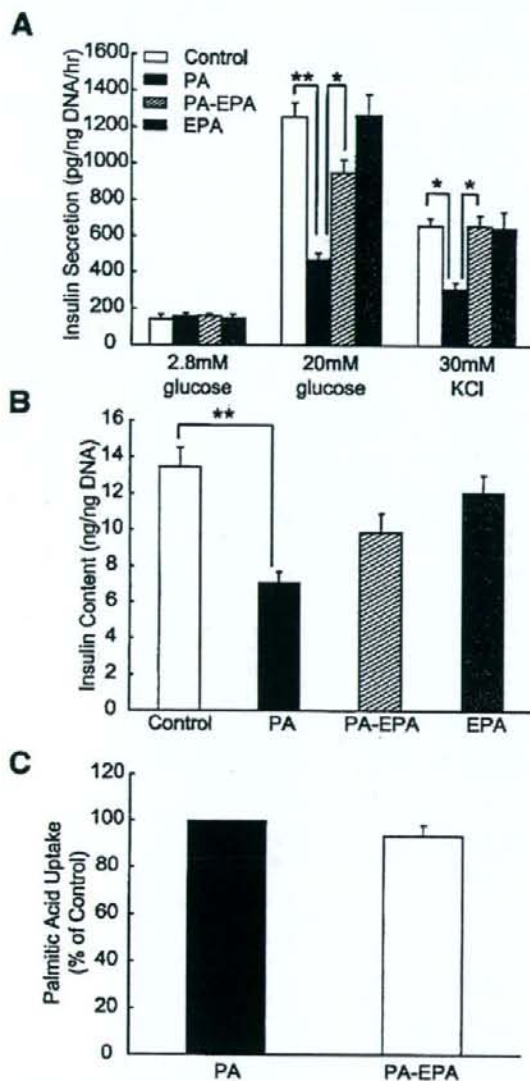 A
Insulin Secretion (pg/ng DNA/hr)
1600
1400
1200
1000
800
600
400
200
0
Control
PA
PA-EPA
EPA
** *
* *
2.8mM glucose
20mM glucose
30mM KCl
B
Insulin Content (ng/ng DNA)
16
14
12
10
8
6
4
2
0
**
Control PA PA-EPA EPA
C
Palmitic Acid Uptake
(% of Control)
120
100
80
60
40
20
0
PA PA-EPA